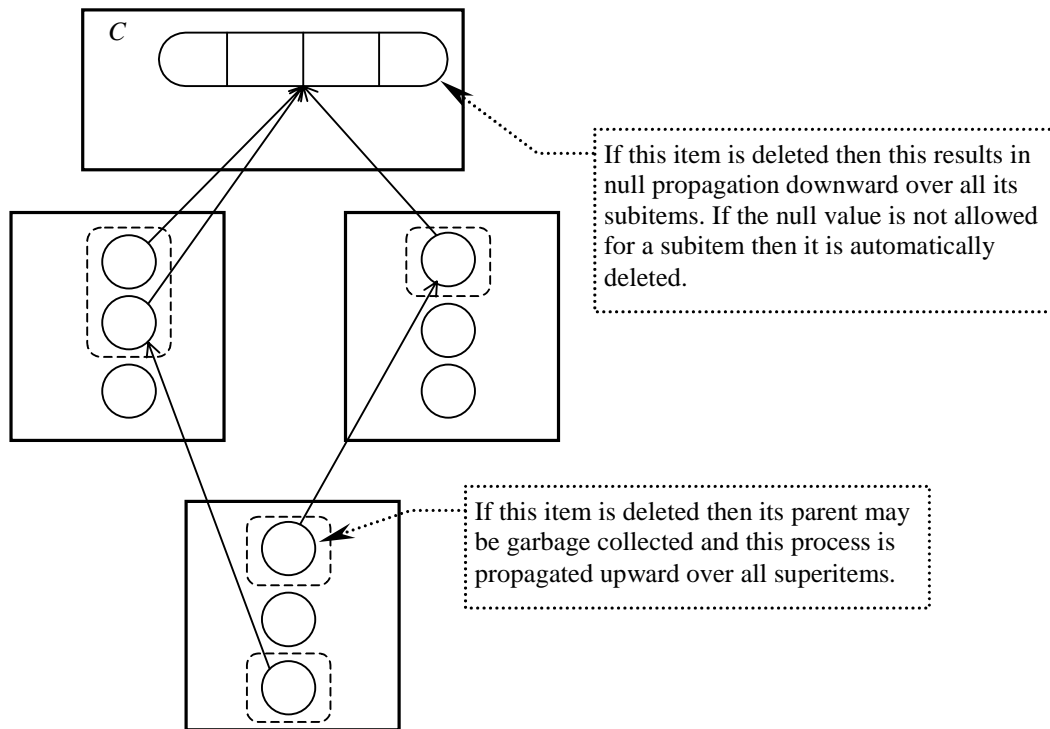 C
If this item is deleted then this results in
null propagation downward over all its
subitems. If the null value is not allowed
for a subitem then it is automatically
deleted.
If this item is deleted then its parent may
be garbage collected and this process is
propagated upward over all superitems.